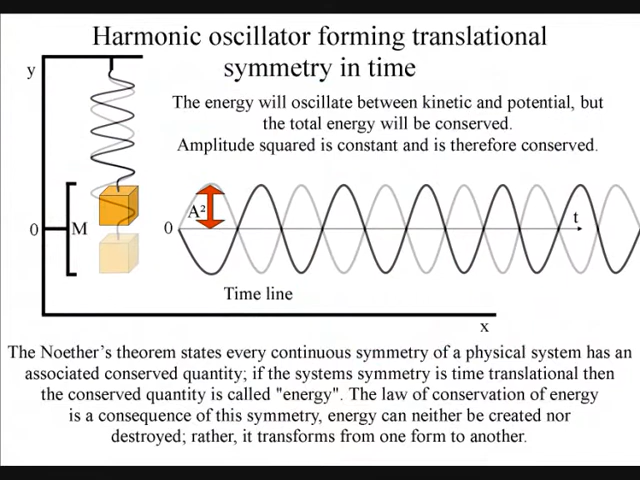 Harmonic oscillator forming translational
symmetry in time
y
The energy will oscillate between kinetic and potential, but
the total energy will be conserved.
Amplitude squared is constant and is therefore conserved.
A²
t
0
M
0
Time line
x
The Noether’s theorem states every continuous symmetry of a physical system has an
associated conserved quantity; if the systems symmetry is time translational then
the conserved quantity is called "energy". The law of conservation of energy
is a consequence of this symmetry, energy can neither be created nor
destroyed; rather, it transforms from one form to another.